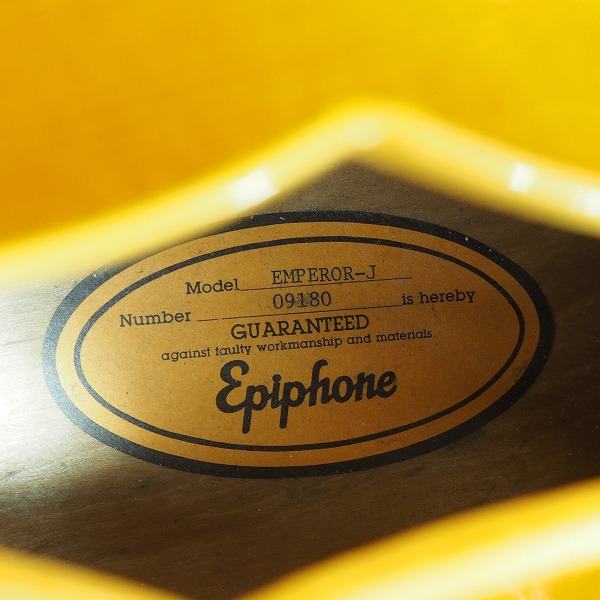 Model EMPEROR-J
Number 09180 is hereby
GUARANTEED
against faulty workmanship and materials
Epiphone